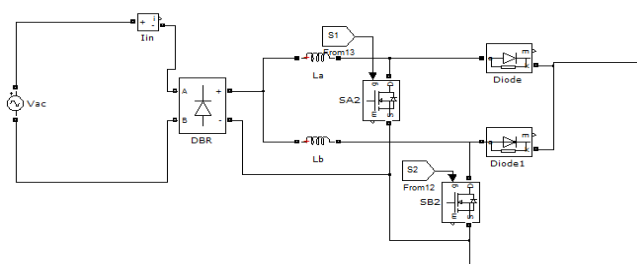 +
-
i
Iin
S1
From13
La
Diode
g
D
SA2
m
S
A
+
B
-
DBR
Vac
Lb
Diode1
S2
From12
g
D
SB2
m
S